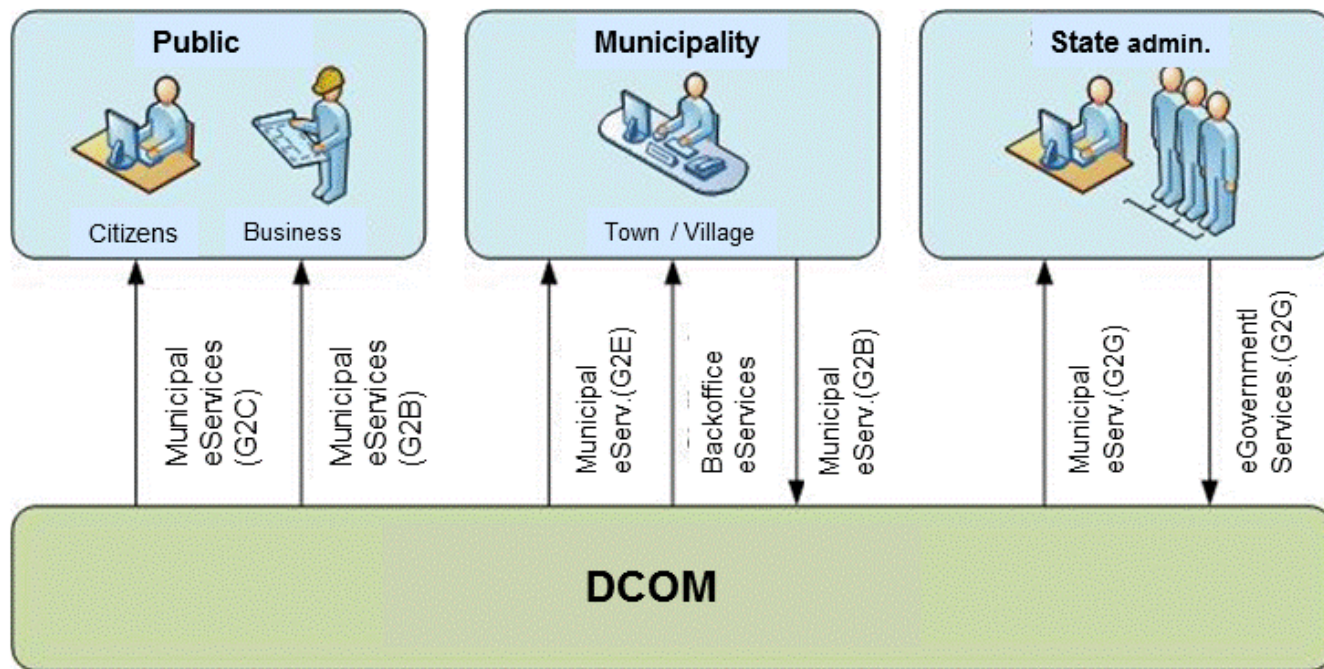 Public
Municipality
State admin.
Citizens
Business
Town / Village
Municipal
eServices
(G2C)
Municipal
eServices
(G2B)
Municipal
eServ.(G2E)
Backoffice
eServices
Municipal
eServ.(G2B)
Municipal
eServ.(G2G)
eGovernmentl
Services.(G2G)
DCOM